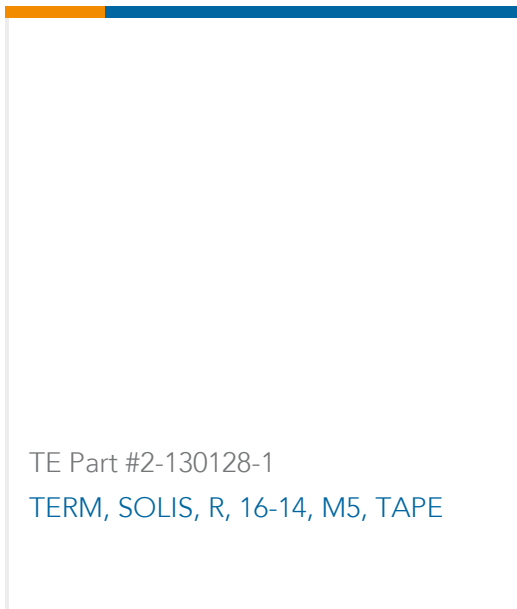 TE Part #2-130128-1
TERM, SOLIS, R, 16-14, M5, TAPE